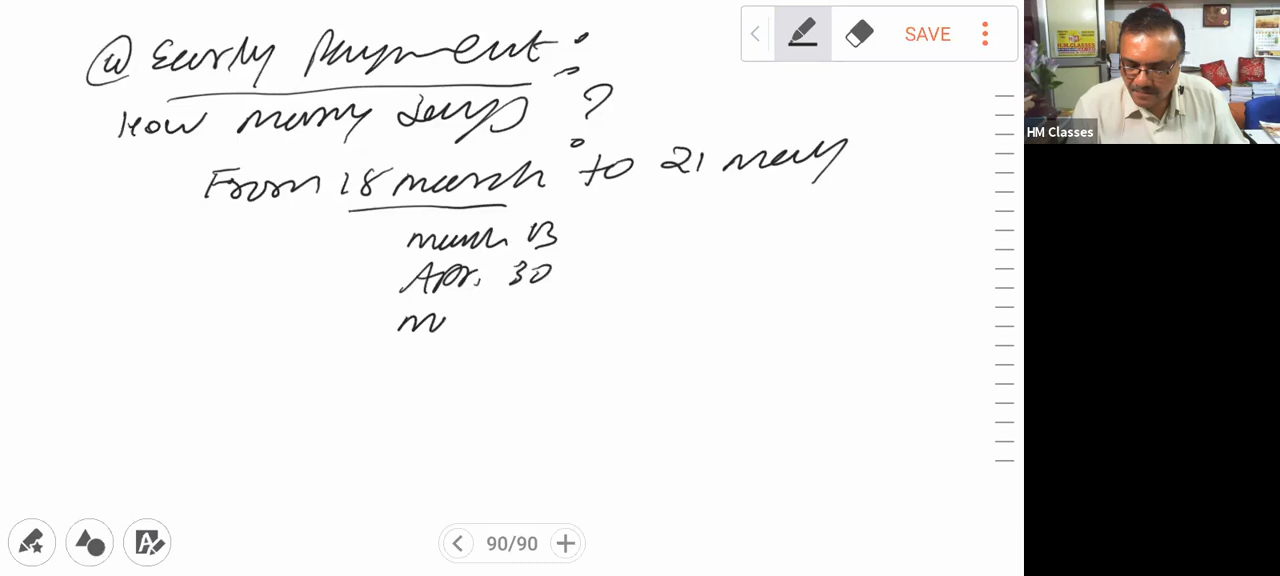 @ Early Payment:
How many days ?
From 18 March to 21 May
March 13
Apr. 30
M
SAVE
90/90
HM Classes
H.M. CLASSES